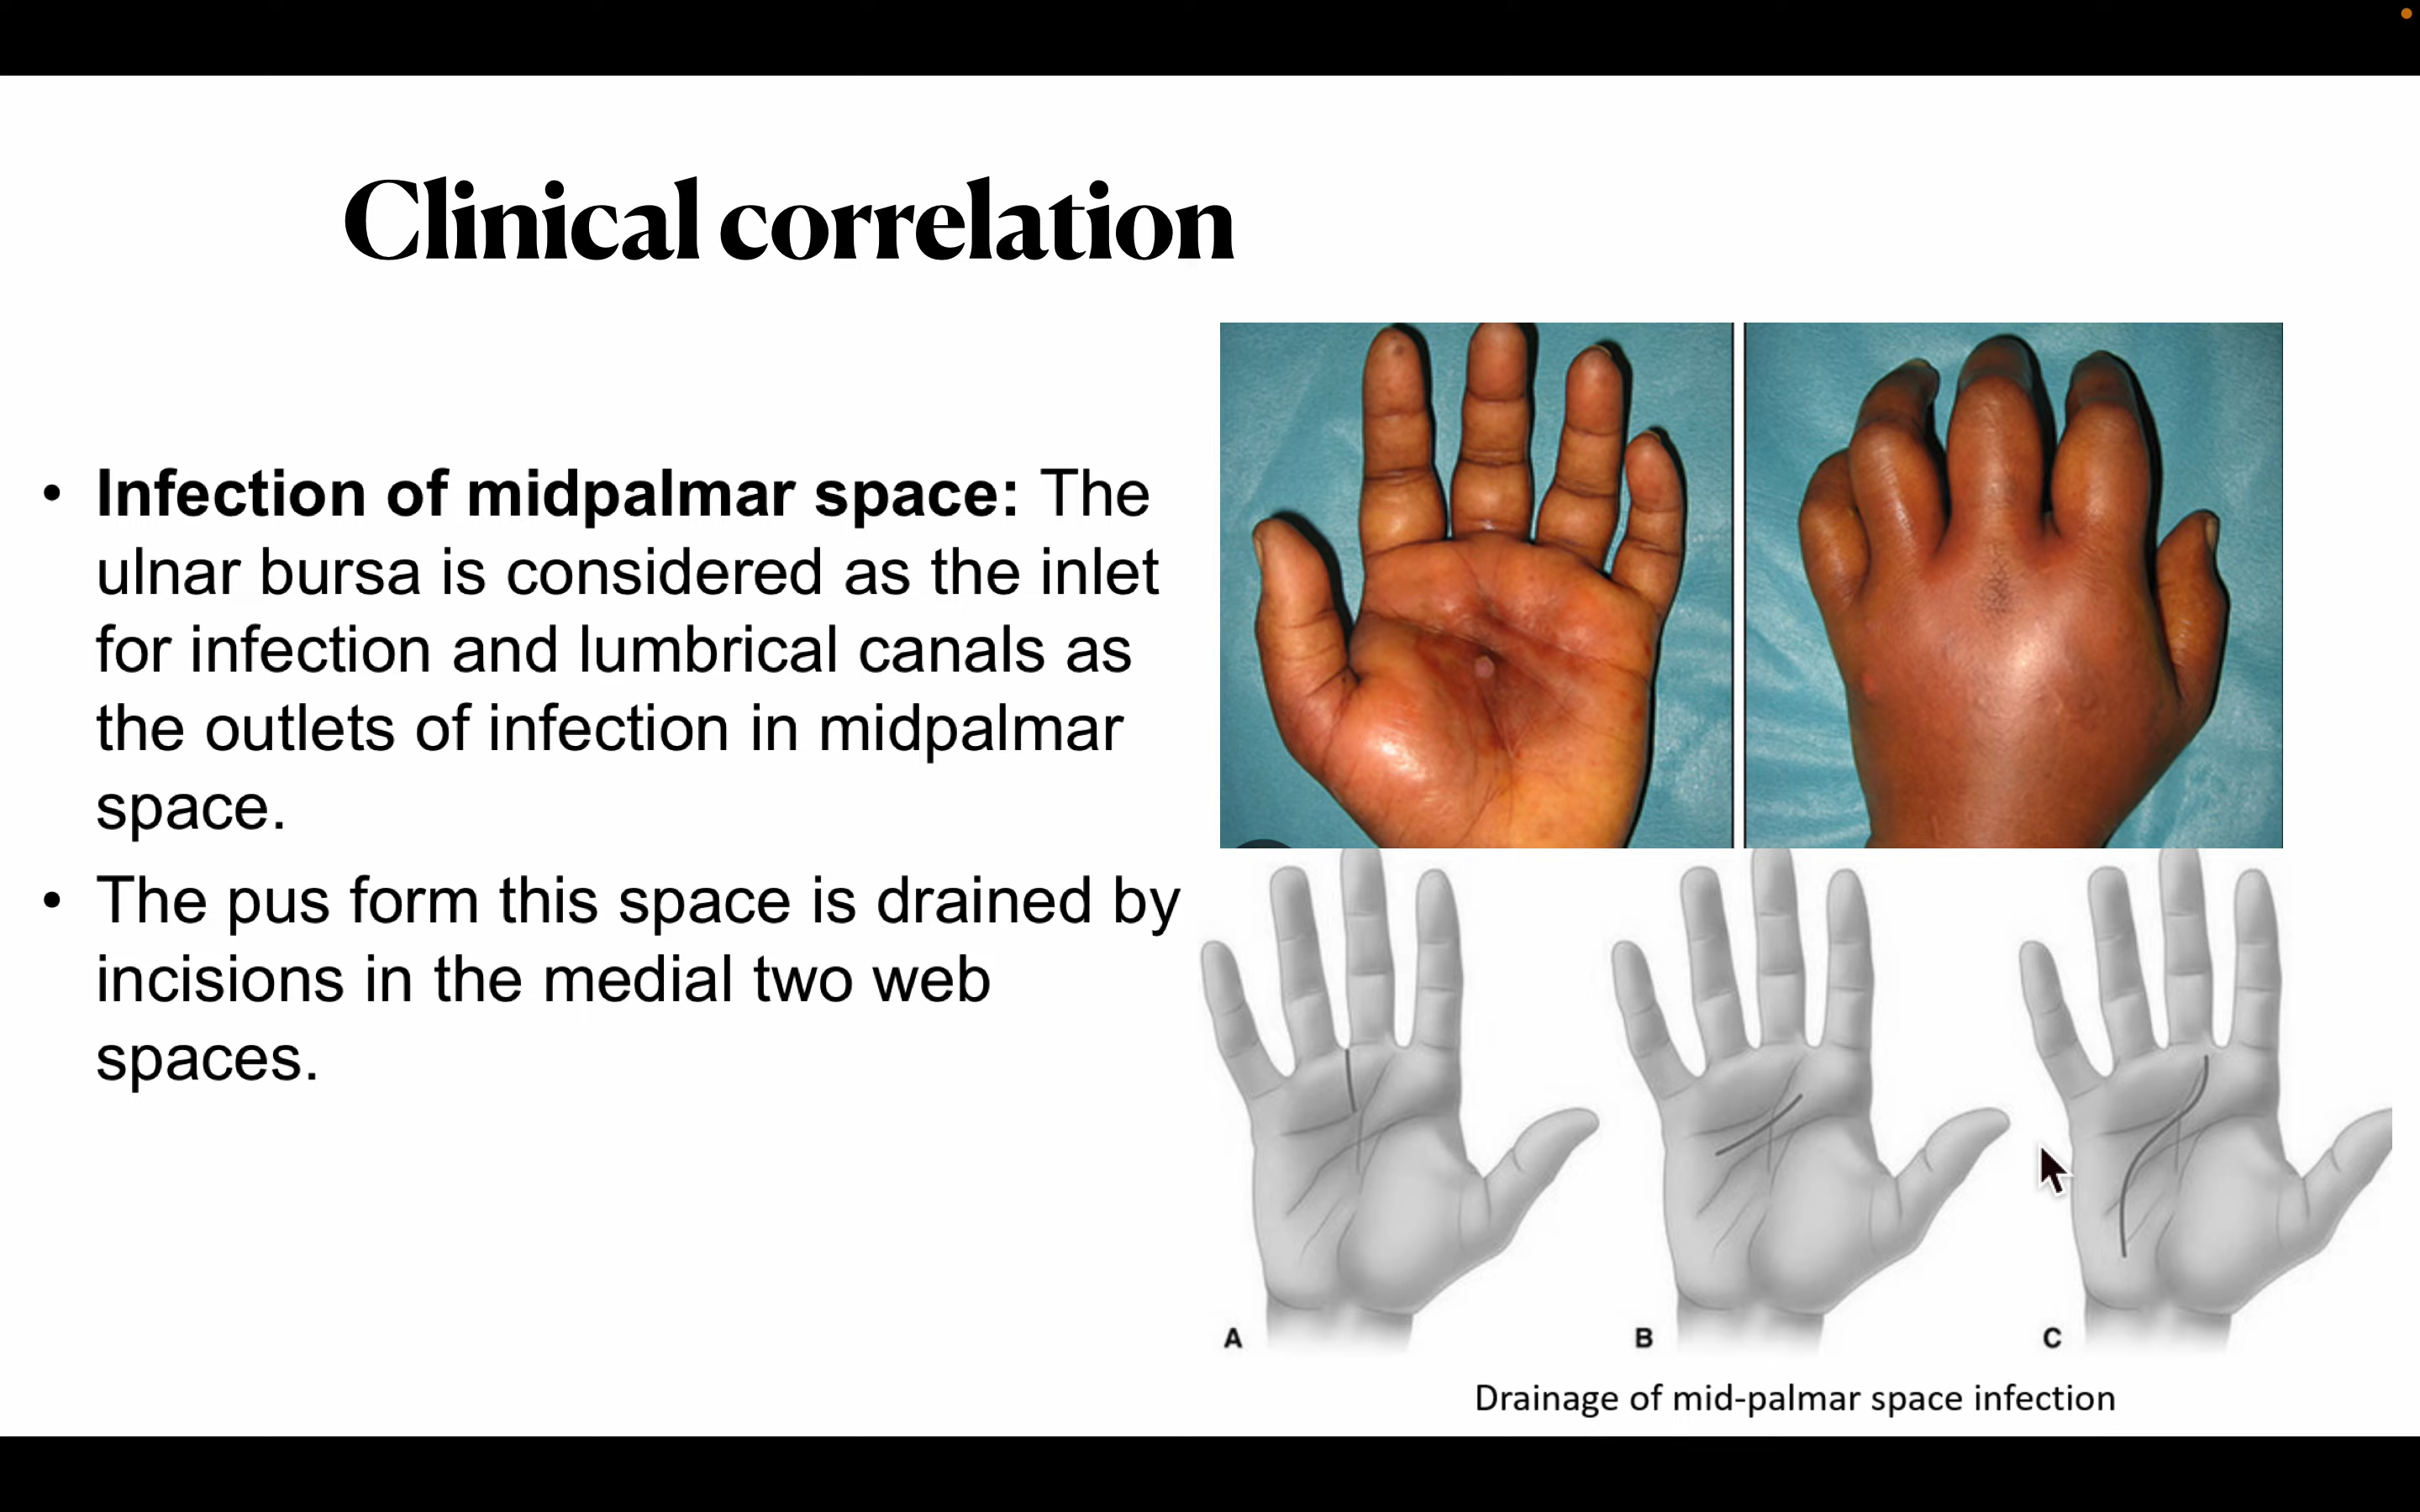 Clinical correlation
• Infection of midpalmar space: The
ulnar bursa is considered as the inlet
for infection and lumbrical canals as
the outlets of infection in midpalmar
space.
• The pus form this space is drained by
incisions in the medial two web
spaces.
A
B
C
Drainage of mid-palmar space infection